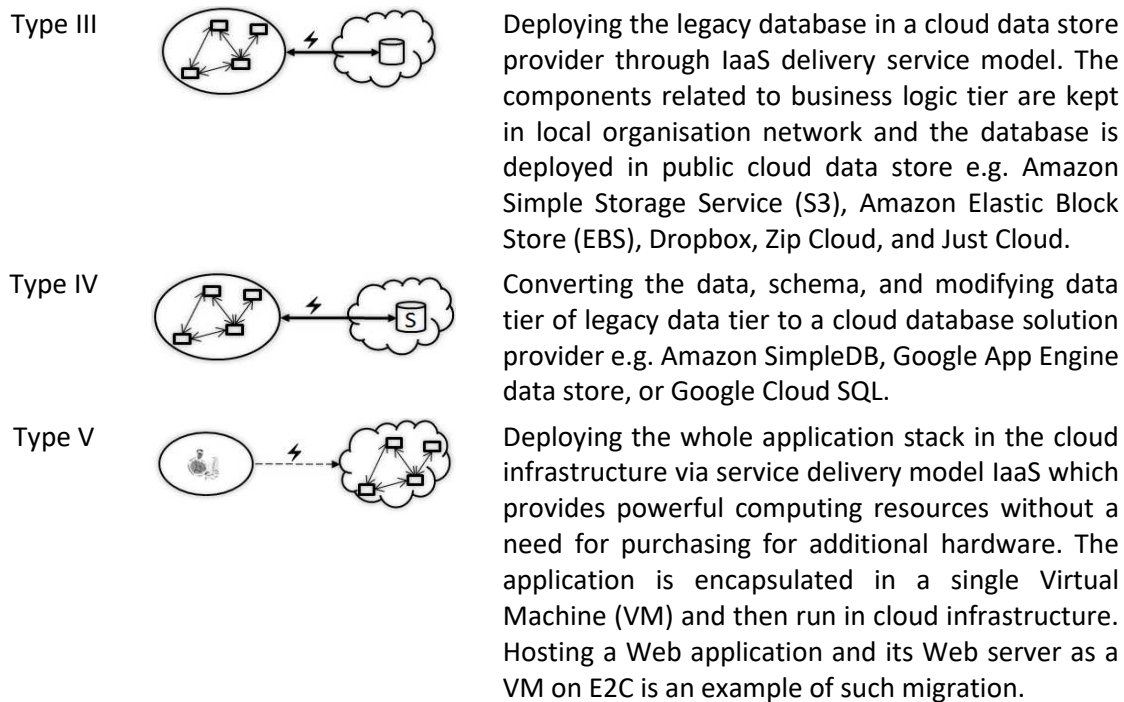 Type III
Deploying the legacy database in a cloud data store
provider through IaaS delivery service model. The
components related to business logic tier are kept
in local organisation network and the database is
deployed in public cloud data store e.g. Amazon
Simple Storage Service (S3), Amazon Elastic Block
Store (EBS), Dropbox, Zip Cloud, and Just Cloud.
Type IV
S
Converting the data, schema, and modifying data
tier of legacy data tier to a cloud database solution
provider e.g. Amazon SimpleDB, Google App Engine
data store, or Google Cloud SQL.
Type V
Deploying the whole application stack in the cloud
infrastructure via service delivery model IaaS which
provides powerful computing resources without a
need for purchasing for additional hardware. The
application is encapsulated in a single Virtual
Machine (VM) and then run in cloud infrastructure.
Hosting a Web application and its Web server as a
VM on E2C is an example of such migration.